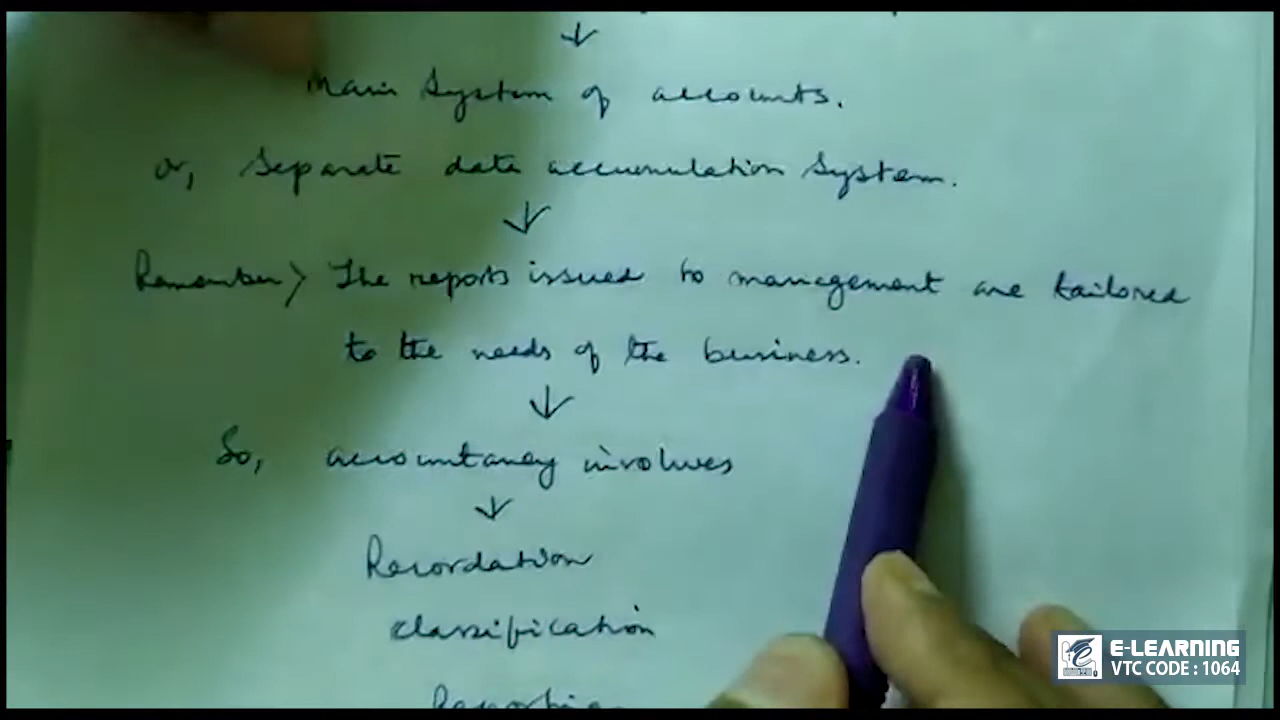 ↓
Main System of accounts.
or, Separate data accumulation System.
↓
Remember> The reports issued to management are tailored
to the needs of the business.
↓
So, accountancy involves
↓
Recordation
classification
Reporting
E-LEARNING
VTC CODE : 1064